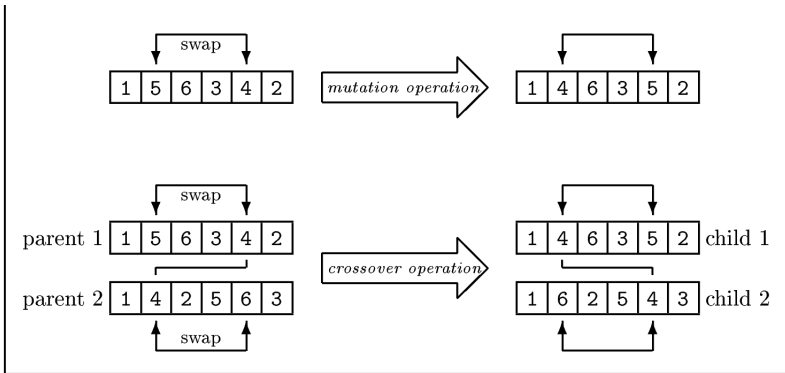 swap
1 5 6 3 4 2 mutation operation 1 4 6 3 5 2
swap
parent 1 1 5 6 3 4 2 1 4 6 3 5 2 child 1
crossover operation
parent 2 1 4 2 5 6 3 1 6 2 5 4 3 child 2
swap